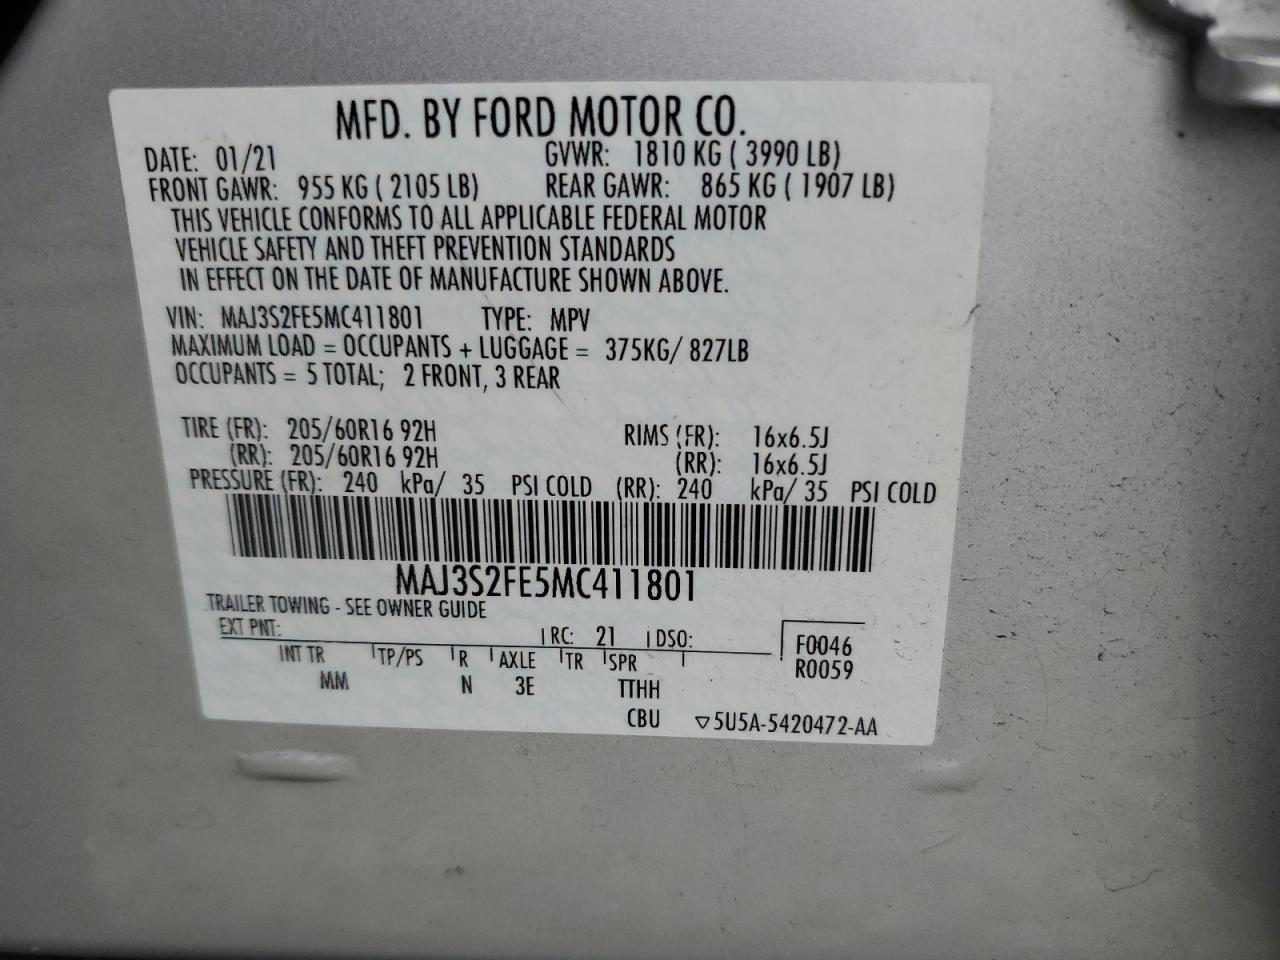 MFD. BY FORD MOTOR CO.
DATE: 01/21 GVWR: 1810 KG ( 3990 LB)
FRONT GAWR: 955 KG ( 2105 LB) REAR GAWR: 865 KG ( 1907 LB)
THIS VEHICLE CONFORMS TO ALL APPLICABLE FEDERAL MOTOR
VEHICLE SAFETY AND THEFT PREVENTION STANDARDS
IN EFFECT ON THE DATE OF MANUFACTURE SHOWN ABOVE.
VIN: MAJ3S2FE5MC411801 TYPE: MPV
MAXIMUM LOAD = OCCUPANTS + LUGGAGE = 375KG/ 827LB
OCCUPANTS = 5 TOTAL; 2 FRONT, 3 REAR
TIRE (FR): 205/60R16 92H RIMS (FR): 16x6.5J
(RR): 205/60R16 92H (RR): 16x6.5J
PRESSURE (FR): 240 kPa/ 35 PSI COLD (RR): 240 kPa/ 35 PSI COLD
MAJ3S2FE5MC411801
TRAILER TOWING - SEE OWNER GUIDE
EXT PNT: RC: 21 DSO: F0046
INT TR TP/PS R AXLE TR SPR R0059
MM N 3E TTHH
CBU ▽5U5A-5420472-AA